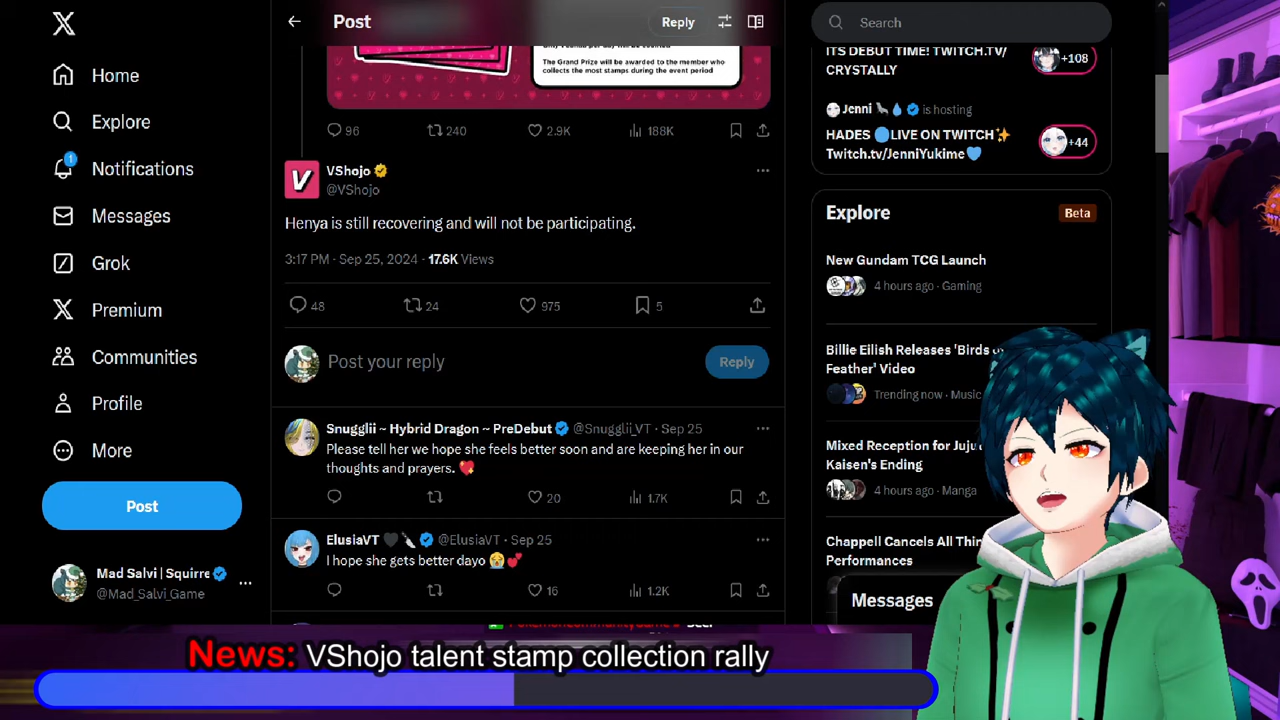 Post
Reply
Search
Home
Explore
Notifications
1
Messages
Grok
Premium
Communities
Profile
More
Post
Mad Salvi | Squirre
@Mad_Salvi_Game
The Grand Prize will be awarded to the member who
collects the most stamps during the event period
96 240 2.9K 188K
V
VShojo
@VShojo
Henya is still recovering and will not be participating.
3:17 PM · Sep 25, 2024 · 17.6K Views
48 24 975 5
Post your reply
Reply
Snugglii ~ Hybrid Dragon ~ PreDebut @Snugglii_VT · Sep 25
Please tell her we hope she feels better soon and are keeping her in our
thoughts and prayers.
20 1.7K
ElusiaVT @ElusiaVT · Sep 25
I hope she gets better dayo
16 1.2K
ITS DEBUT TIME! TWITCH.TV/
CRYSTALLY
+108
Jenni is hosting
HADES LIVE ON TWITCH
Twitch.tv/JenniYukime
+44
Explore
Beta
New Gundam TCG Launch
4 hours ago · Gaming
Billie Eilish Releases 'Birds
Feather' Video
Trending now · Music
Mixed Reception for Juju
Kaisen's Ending
4 hours ago · Manga
Chappell Cancels All Thin
Performances
Messages
News: VShojo talent stamp collection rally